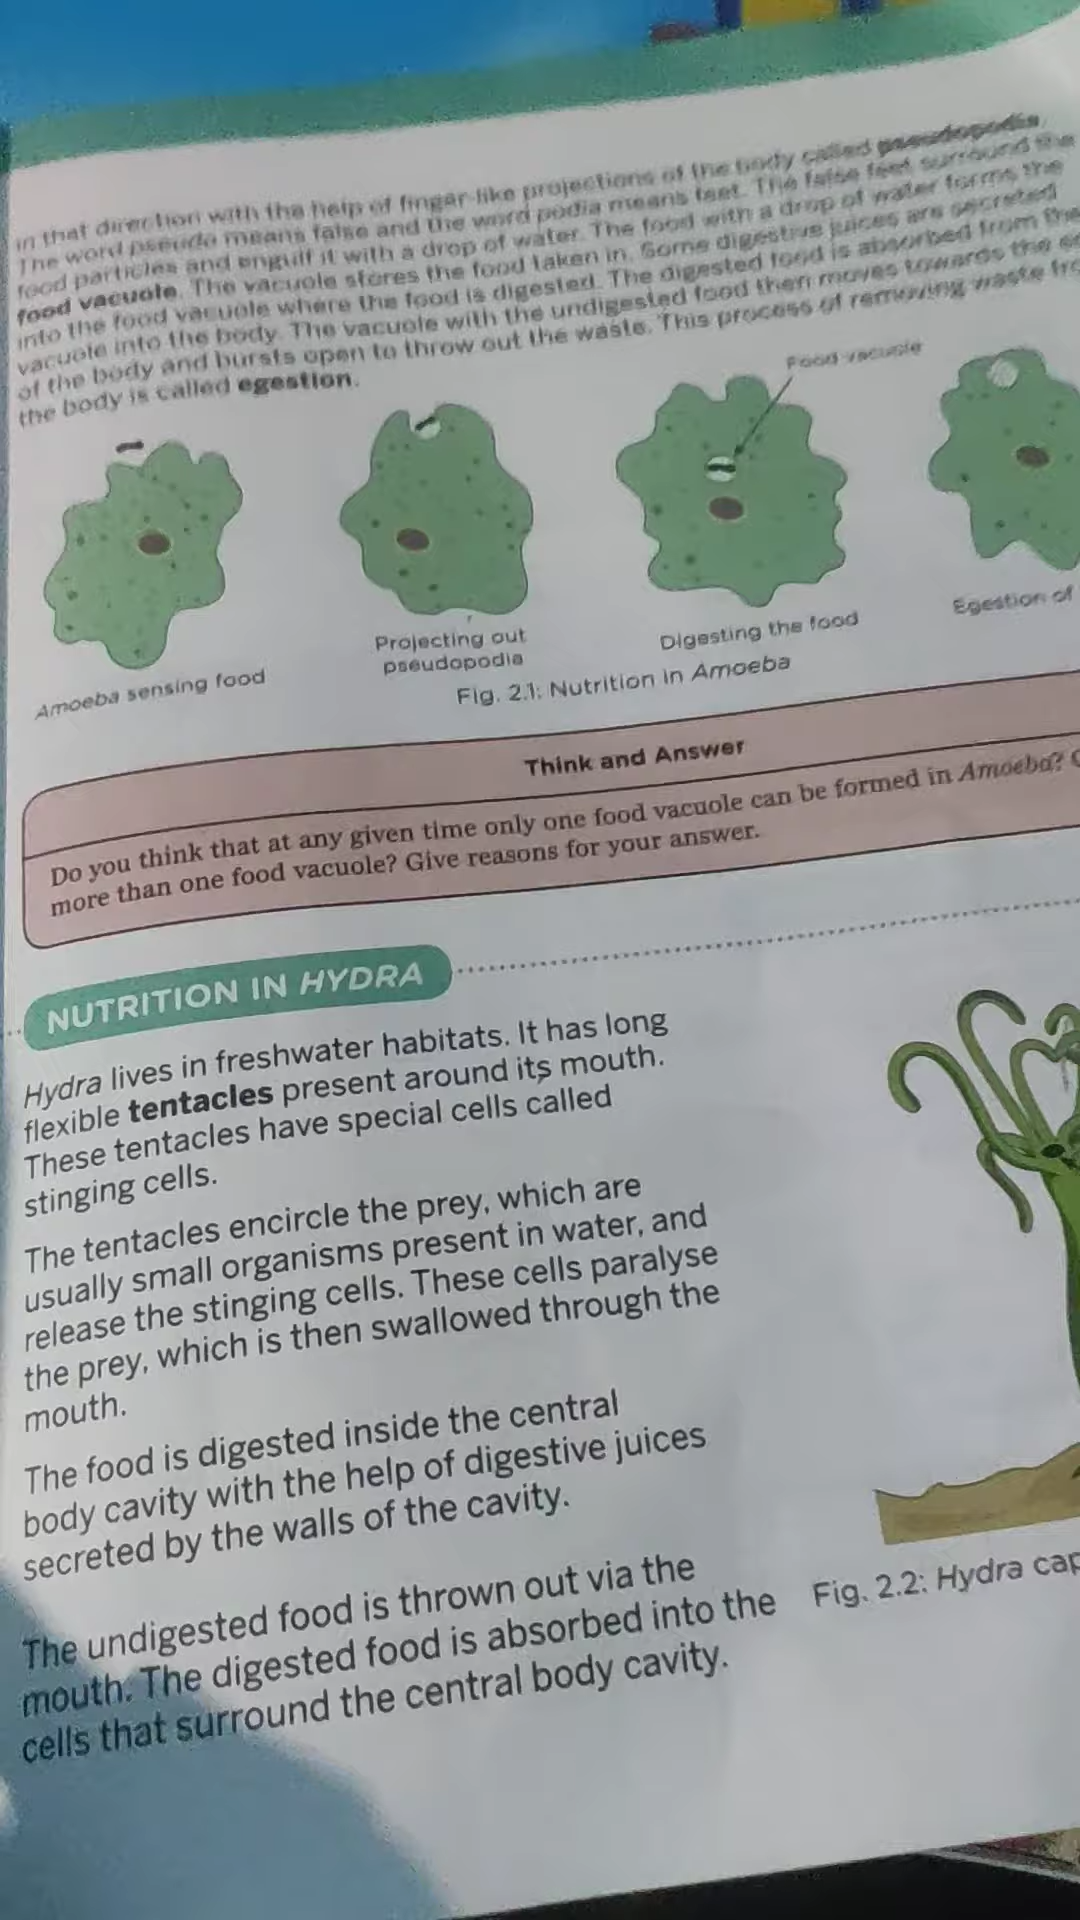 in that direction with the help of finger-like projections of the body called pseudopodia.
The word pseudo means false and the word podia means feet. The false feet surround the
food particles and engulf it with a drop of water. The food with a drop of water forms the
food vacuole. The vacuole stores the food taken in. Some digestive juices are secreted
into the food vacuole where the food is digested. The digested food is absorbed from the
vacuole into the body. The vacuole with the undigested food then moves towards the
of the body and bursts open to throw out the waste. This process of removing waste
the body is called egestion.
Food vacuole
Amoeba sensing food
Projecting out
pseudopodia
Digesting the food
Egestion of
Fig. 2.1: Nutrition in Amoeba
Think and Answer
Do you think that at any given time only one food vacuole can be formed in Amoeba?
more than one food vacuole? Give reasons for your answer.
NUTRITION IN HYDRA
Hydra lives in freshwater habitats. It has long
flexible tentacles present around its mouth.
These tentacles have special cells called
stinging cells.
The tentacles encircle the prey, which are
usually small organisms present in water, and
release the stinging cells. These cells paralyse
the prey, which is then swallowed through the
mouth.
The food is digested inside the central
body cavity with the help of digestive juices
secreted by the walls of the cavity.
The undigested food is thrown out via the
mouth. The digested food is absorbed into the
cells that surround the central body cavity.
Fig. 2.2: Hydra